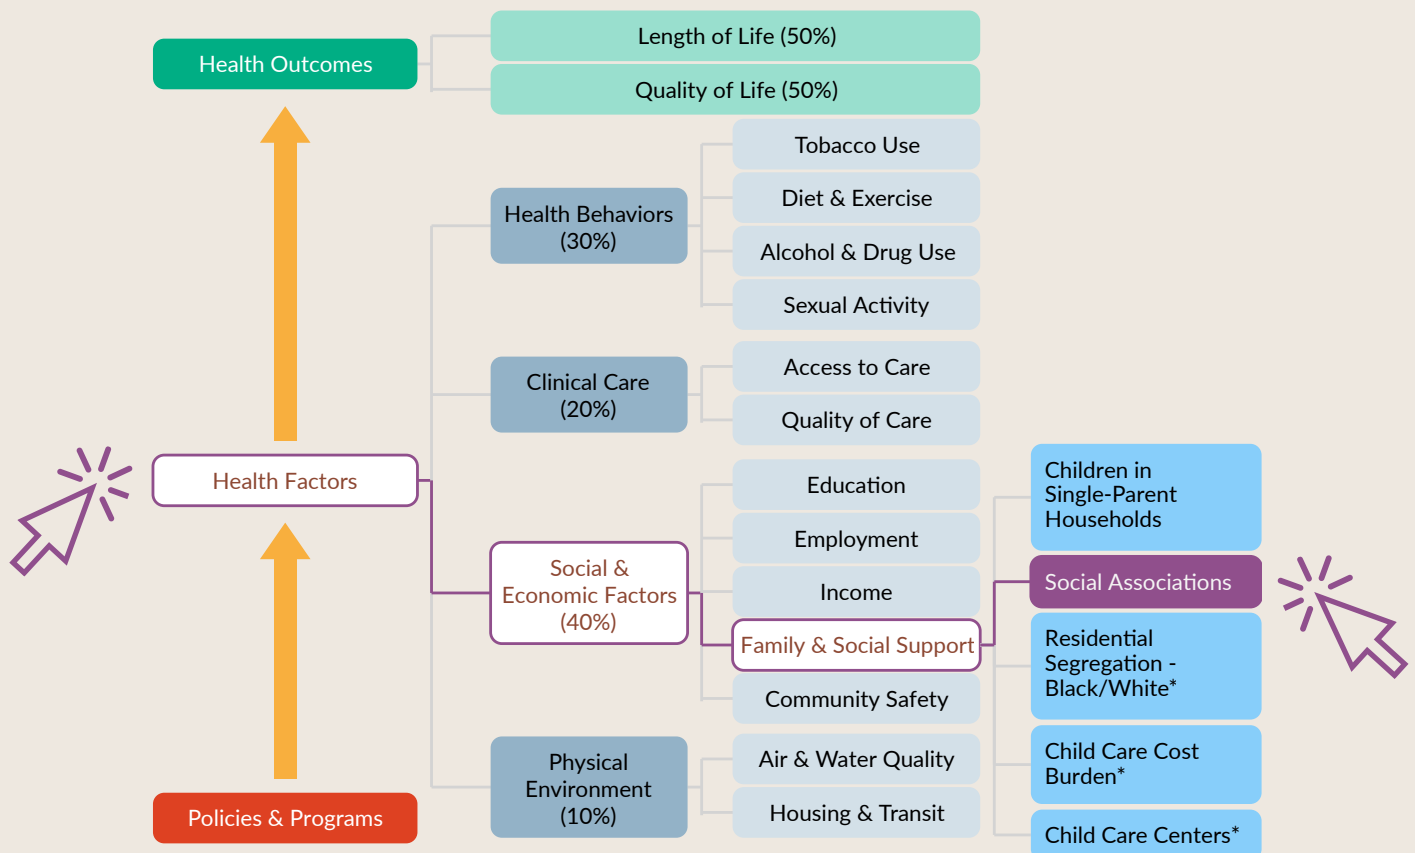 Health Outcomes
Length of Life (50%)
Quality of Life (50%)
Health Behaviors
(30%)
Tobacco Use
Diet & Exercise
Alcohol & Drug Use
Sexual Activity
Clinical Care
(20%)
Access to Care
Quality of Care
Health Factors
Social &
Economic Factors
(40%)
Education
Employment
Income
Family & Social Support
Community Safety
Children in
Single-Parent
Households
Social Associations
Residential
Segregation -
Black/White*
Child Care Cost
Burden*
Child Care Centers*
Physical
Environment
(10%)
Air & Water Quality
Housing & Transit
Policies & Programs